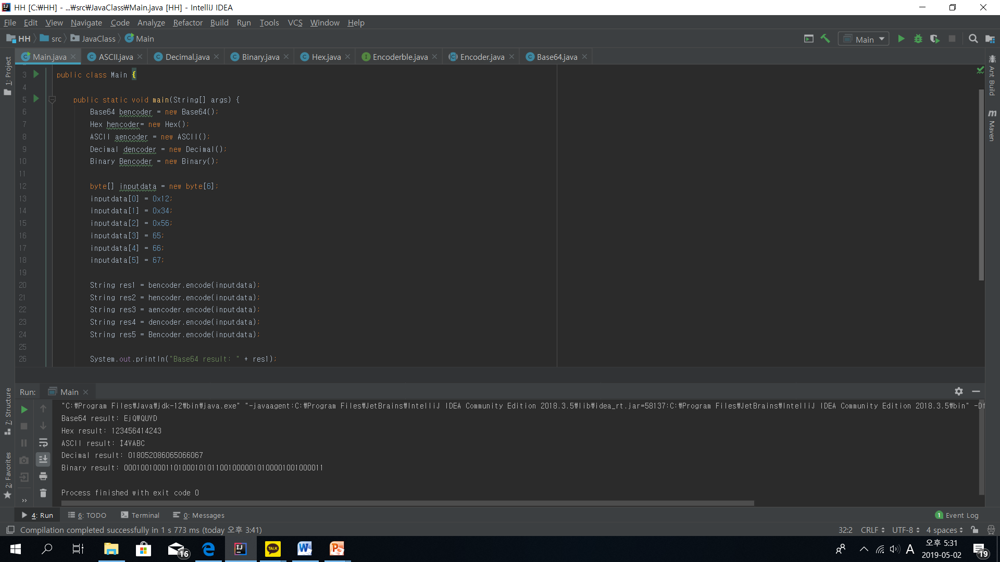 HH [C:₩HH] - ...₩src₩JavaClass₩Main.java [HH] - IntelliJ IDEA
File Edit View Navigate Code Analyze Refactor Build Run Tools VCS Window Help
HH src JavaClass Main
Main
Main.java ASCII.java Decimal.java Binary.java Hex.java Encoderble.java Encoder.java Base64.java
1: Project
Ant Build
Maven
3 public class Main {
4
5 public static void main(String[] args) {
6 Base64 bencoder = new Base64();
7 Hex hencoder= new Hex();
8 ASCII aencoder = new ASCII();
9 Decimal dencoder = new Decimal();
10 Binary Bencoder = new Binary();
11
12 byte[] inputdata = new byte[6];
13 inputdata[0] = 0x12;
14 inputdata[1] = 0x34;
15 inputdata[2] = 0x56;
16 inputdata[3] = 65;
17 inputdata[4] = 66;
18 inputdata[5] = 67;
19
20 String res1 = bencoder.encode(inputdata);
21 String res2 = hencoder.encode(inputdata);
22 String res3 = aencoder.encode(inputdata);
23 String res4 = dencoder.encode(inputdata);
24 String res5 = Bencoder.encode(inputdata);
25
26 System.out.println("Base64 result: " + res1);
7: Structure
2: Favorites
Run: Main
"C:₩Program Files₩Java₩jdk-12₩bin₩java.exe" "-javaagent:C:₩Program Files₩JetBrains₩IntelliJ IDEA Community Edition 2018.3.5₩lib₩idea_rt.jar=58137:C:₩Program Files₩JetBrains₩IntelliJ IDEA Community Edition 2018.3.5₩bin" -Df
Base64 result: EjQWQUYD
Hex result: 123456414243
ASCII result: ↕4VABC
Decimal result: 018052086065066067
Binary result: 000100100011010001010110010000010100001001000011

Process finished with exit code 0
4: Run 6: TODO Terminal 0: Messages
1 Event Log
Compilation completed successfully in 1 s 773 ms (today 오후 3:41)
32:2 CRLF UTF-8 4 spaces
16
TALK
A
오후 5:31
2019-05-02
19